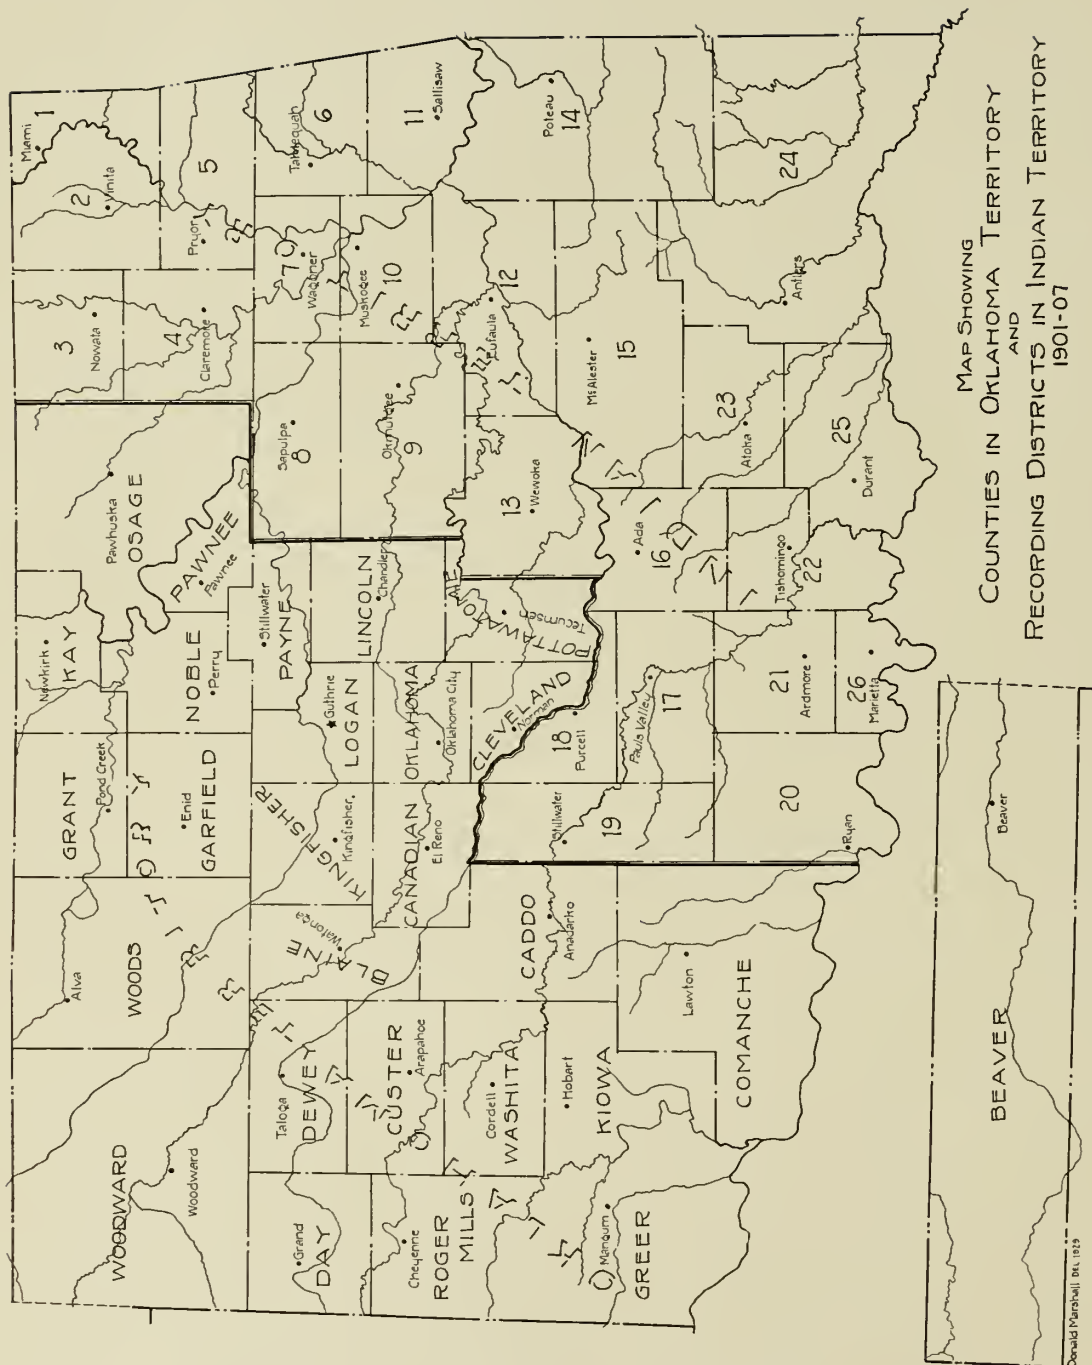 MAP SHOWING
COUNTIES IN OKLAHOMA TERRITORY
AND
RECORDING DISTRICTS IN INDIAN TERRITORY
1901-07
WOODWARD
Woodward
WOODS
Alva
GRANT
Pond Creek
GARFIELD
Enid
KAY
Newkirk
NOBLE
Perry
OSAGE
Pawhuska
PAWNEE
Pawnee
3
Nowata
4
Claremore
2
Vinita
1
Miami
5
Pryor
DAY
Grand
DEWEY
Taloga
BLAINE
Watonga
KINGFISHER
Kingfisher
LOGAN
Guthrie
PAYNE
Stillwater
LINCOLN
Chandler
8
Sapulpa
9
Okmulgee
7
Wagoner
10
Muskogee
6
Tahlequah
11
Sallisaw
ROGER
MILLS
Cheyenne
CUSTER
Arapahoe
WASHITA
Cordell
CANADIAN
El Reno
OKLAHOMA
Oklahoma City
CLEVELAND
Norman
POTTAWATOMIE
Tecumseh
13
Wewoka
12
Eufaula
14
Poteau
GREER
Mangum
KIOWA
Hobart
CADDO
Anadarko
COMANCHE
Lawton
18
Purcell
19
Stillwater
17
Pauls Valley
16
Ada
15
McAlester
20
Ryan
21
Ardmore
26
Marietta
22
Tishomingo
23
Atoka
25
Durant
Antlers
24
BEAVER
Beaver
Donald Marshall DEL 1929